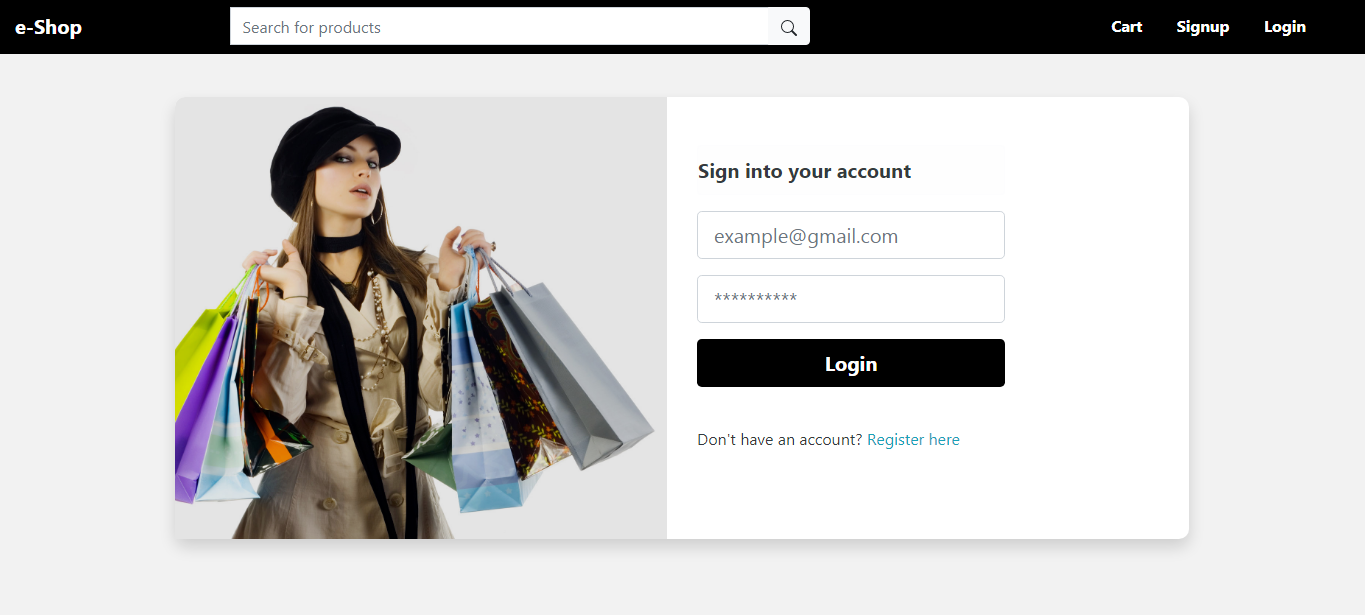 e-Shop
Search for products
Cart
Signup
Login
Sign into your account
example@gmail.com
**********
Login
Don't have an account? Register here